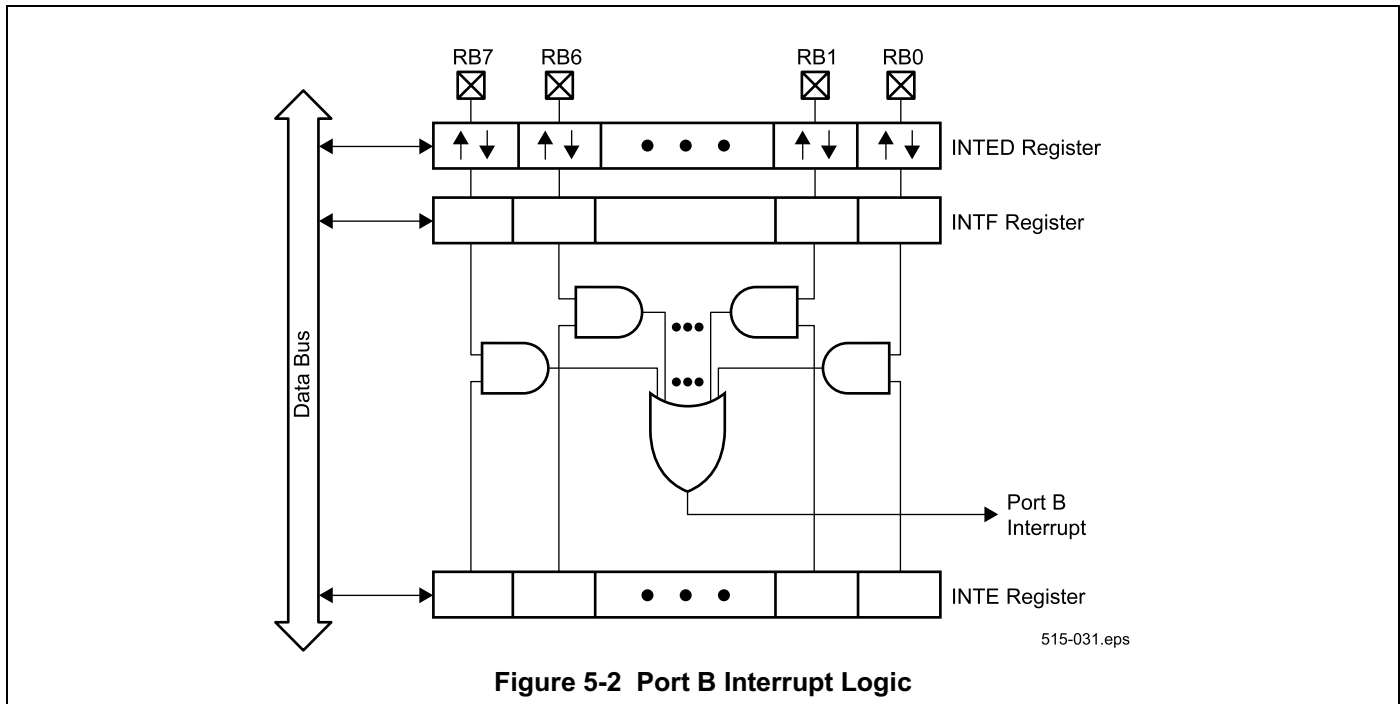 RB7 RB6 RB1 RB0
INTED Register
INTF Register
Data Bus
Port B
Interrupt
INTE Register
515-031.eps
Figure 5-2 Port B Interrupt Logic